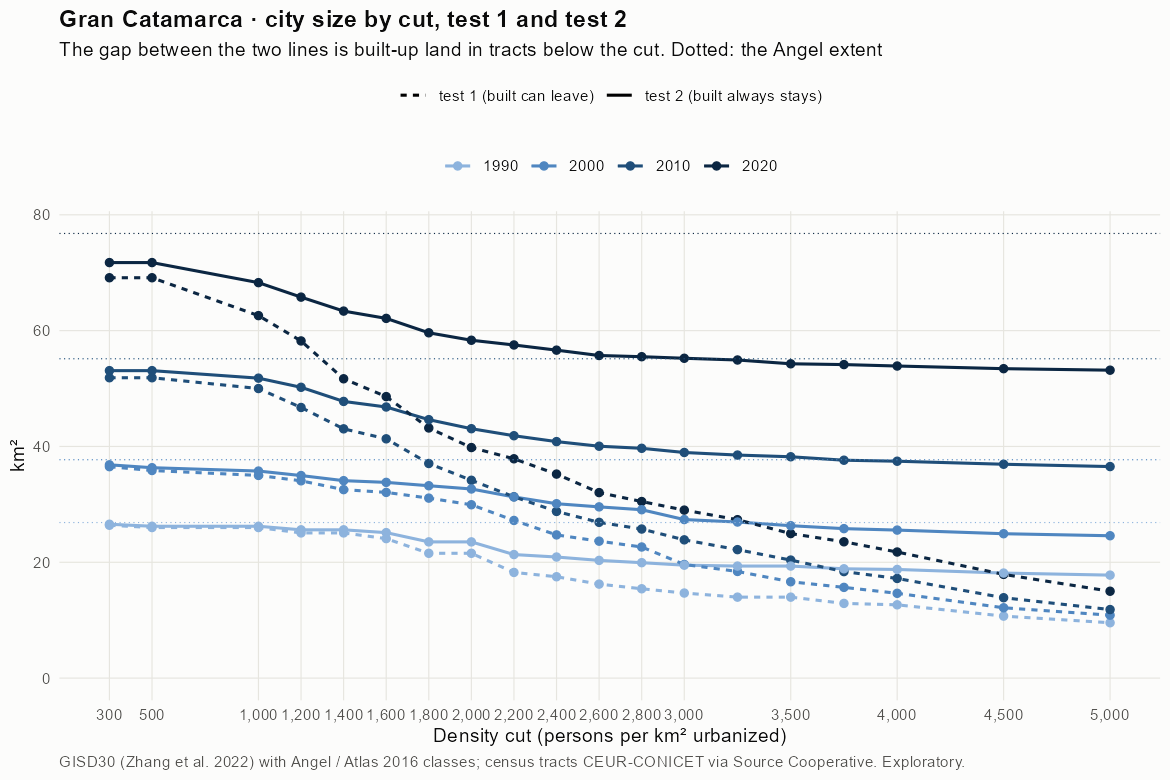 Gran Catamarca · city size by cut, test 1 and test 2
The gap between the two lines is built-up land in tracts below the cut. Dotted: the Angel extent
test 1 (built can leave) test 2 (built always stays)
1990 2000 2010 2020
80
60
40
20
0
km²
300 500 1,000 1,200 1,400 1,600 1,800 2,000 2,200 2,400 2,600 2,800 3,000 3,500 4,000 4,500 5,000
Density cut (persons per km² urbanized)
GISD30 (Zhang et al. 2022) with Angel / Atlas 2016 classes; census tracts CEUR-CONICET via Source Cooperative. Exploratory.